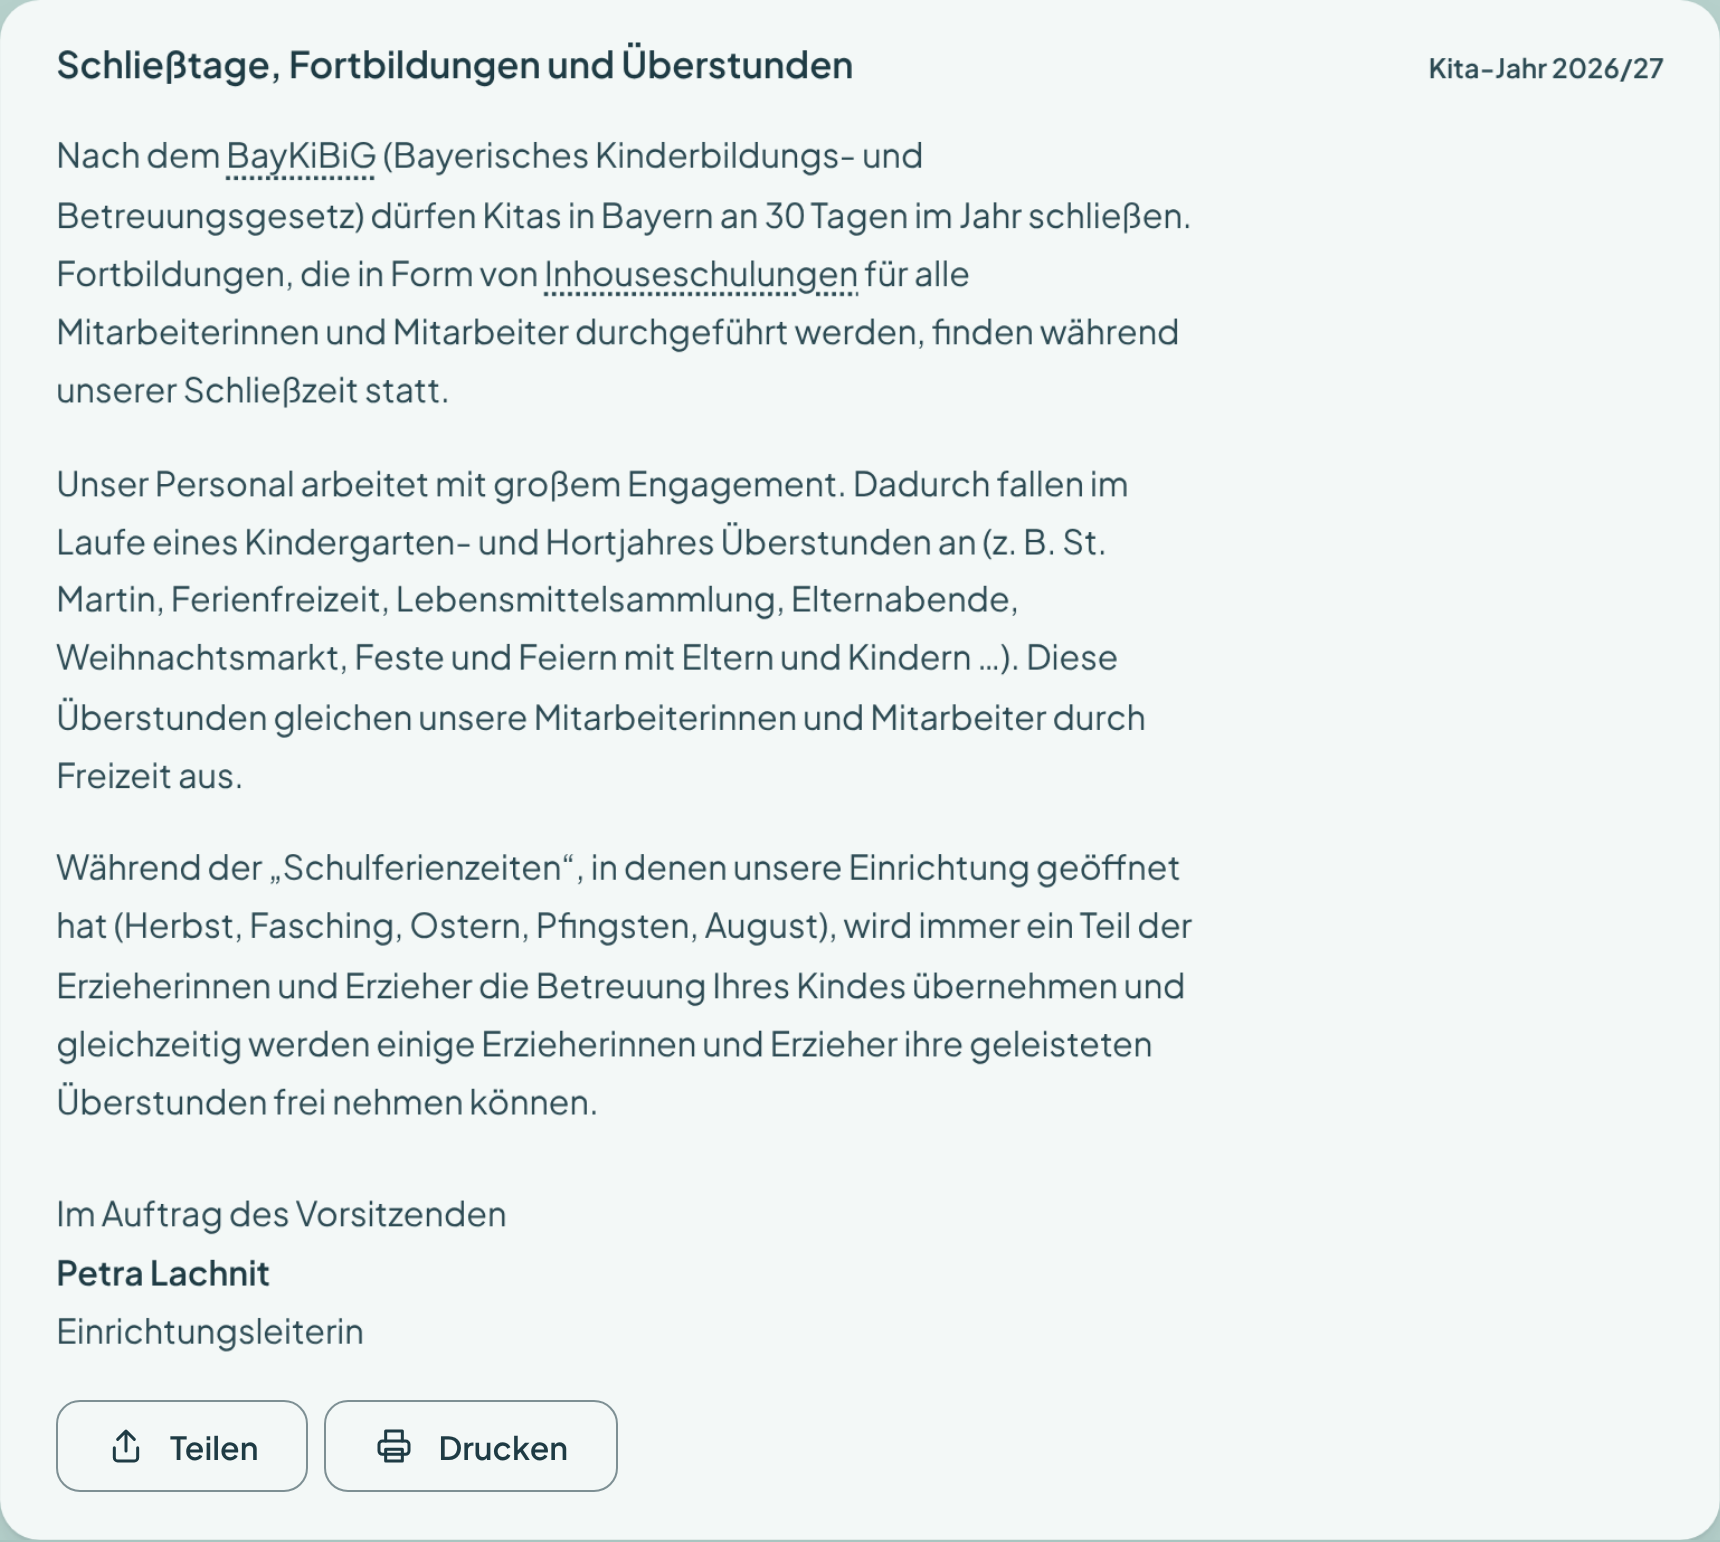 Schließtage, Fortbildungen und Überstunden
Kita-Jahr 2026/27
Nach dem BayKiBiG (Bayerisches Kinderbildungs- und
Betreuungsgesetz) dürfen Kitas in Bayern an 30 Tagen im Jahr schließen.
Fortbildungen, die in Form von Inhouseschulungen für alle
Mitarbeiterinnen und Mitarbeiter durchgeführt werden, finden während
unserer Schließzeit statt.
Unser Personal arbeitet mit großem Engagement. Dadurch fallen im
Laufe eines Kindergarten- und Hortjahres Überstunden an (z. B. St.
Martin, Ferienfreizeit, Lebensmittelsammlung, Elternabende,
Weihnachtsmarkt, Feste und Feiern mit Eltern und Kindern …). Diese
Überstunden gleichen unsere Mitarbeiterinnen und Mitarbeiter durch
Freizeit aus.
Während der „Schulferienzeiten“, in denen unsere Einrichtung geöffnet
hat (Herbst, Fasching, Ostern, Pfingsten, August), wird immer ein Teil der
Erzieherinnen und Erzieher die Betreuung Ihres Kindes übernehmen und
gleichzeitig werden einige Erzieherinnen und Erzieher ihre geleisteten
Überstunden frei nehmen können.
Im Auftrag des Vorsitzenden
Petra Lachnit
Einrichtungsleiterin
Teilen
Drucken